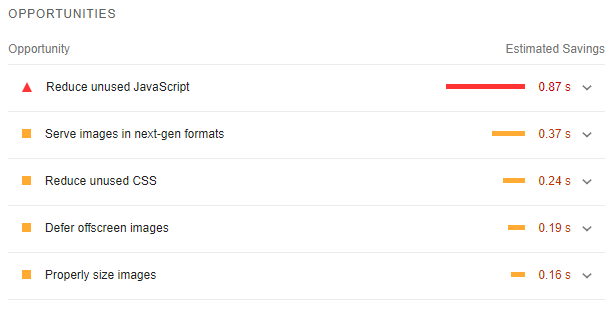 OPPORTUNITIES
Opportunity Estimated Savings
Reduce unused JavaScript 0.87 s
Serve images in next-gen formats 0.37 s
Reduce unused CSS 0.24 s
Defer offscreen images 0.19 s
Properly size images 0.16 s